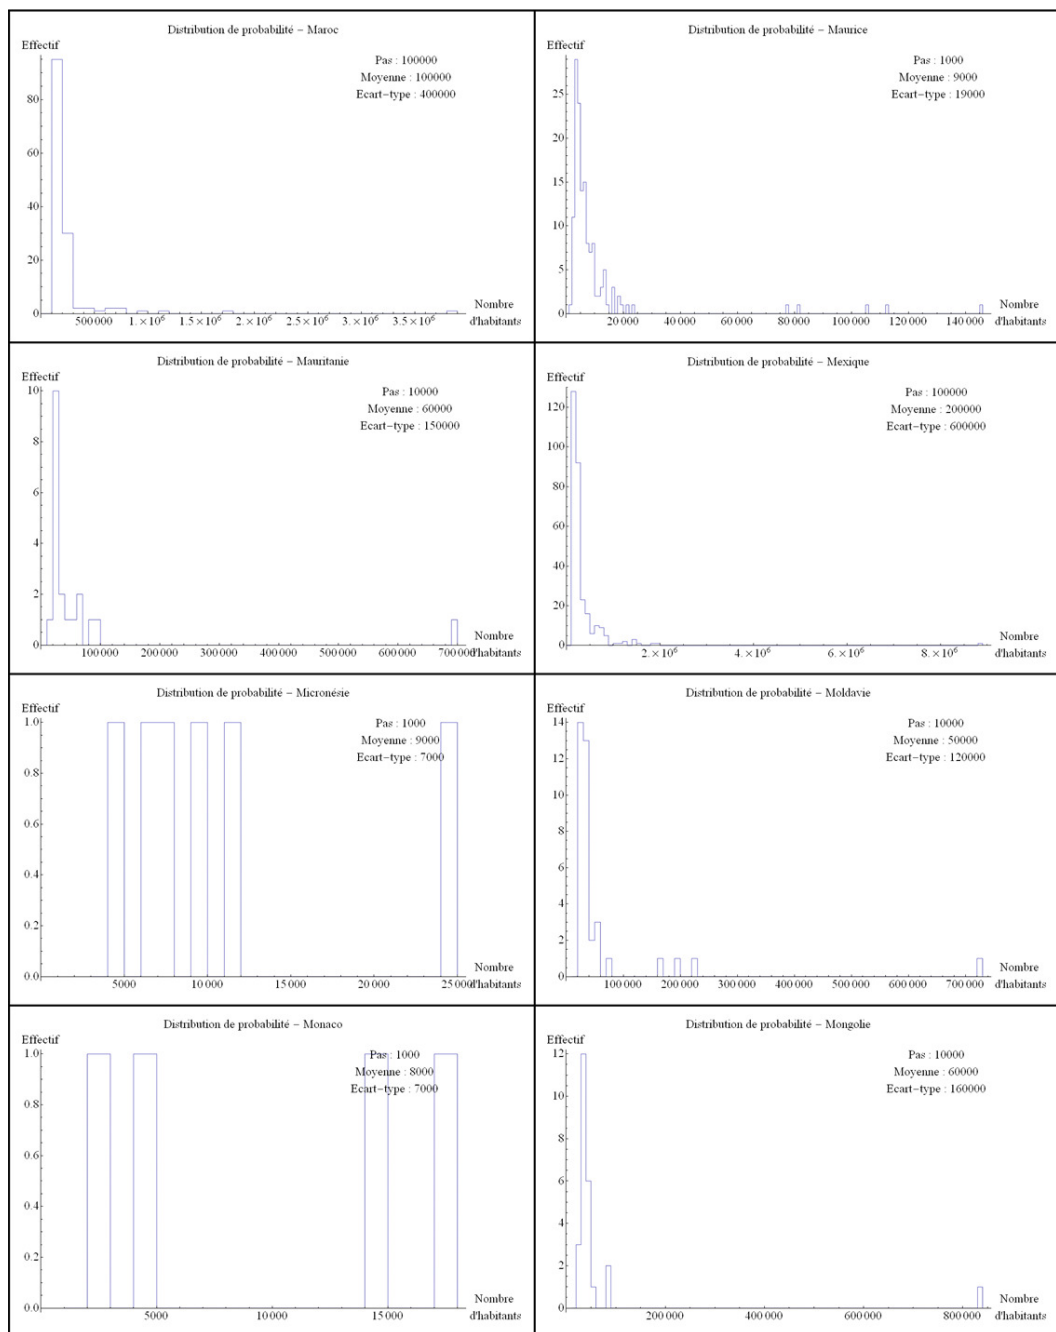 Distribution de probabilité − Maroc
Effectif
Pas : 100000
Moyenne : 100000
Ecart−type : 400000
80
60
40
20
0
500000 1.×10⁶ 1.5×10⁶ 2.×10⁶ 2.5×10⁶ 3.×10⁶ 3.5×10⁶
Nombre
d'habitants
Distribution de probabilité − Maurice
Effectif
Pas : 1000
Moyenne : 9000
Ecart−type : 19000
25
20
15
10
5
0
20000 40000 60000 80000 100000 120000 140000
Nombre
d'habitants
Distribution de probabilité − Mauritanie
Effectif
Pas : 10000
Moyenne : 60000
Ecart−type : 150000
10
8
6
4
2
0
100000 200000 300000 400000 500000 600000 700000
Nombre
d'habitants
Distribution de probabilité − Mexique
Effectif
Pas : 100000
Moyenne : 200000
Ecart−type : 600000
120
100
80
60
40
20
0
2.×10⁶ 4.×10⁶ 6.×10⁶ 8.×10⁶
Nombre
d'habitants
Distribution de probabilité − Micronésie
Effectif
Pas : 1000
Moyenne : 9000
Ecart−type : 7000
1.0
0.8
0.6
0.4
0.2
0.0
5000 10000 15000 20000 25000
Nombre
d'habitants
Distribution de probabilité − Moldavie
Effectif
Pas : 10000
Moyenne : 50000
Ecart−type : 120000
14
12
10
8
6
4
2
0
100000 200000 300000 400000 500000 600000 700000
Nombre
d'habitants
Distribution de probabilité − Monaco
Effectif
Pas : 1000
Moyenne : 8000
Ecart−type : 7000
1.0
0.8
0.6
0.4
0.2
0.0
5000 10000 15000
Nombre
d'habitants
Distribution de probabilité − Mongolie
Effectif
Pas : 10000
Moyenne : 60000
Ecart−type : 160000
12
10
8
6
4
2
0
200000 400000 600000 800000
Nombre
d'habitants